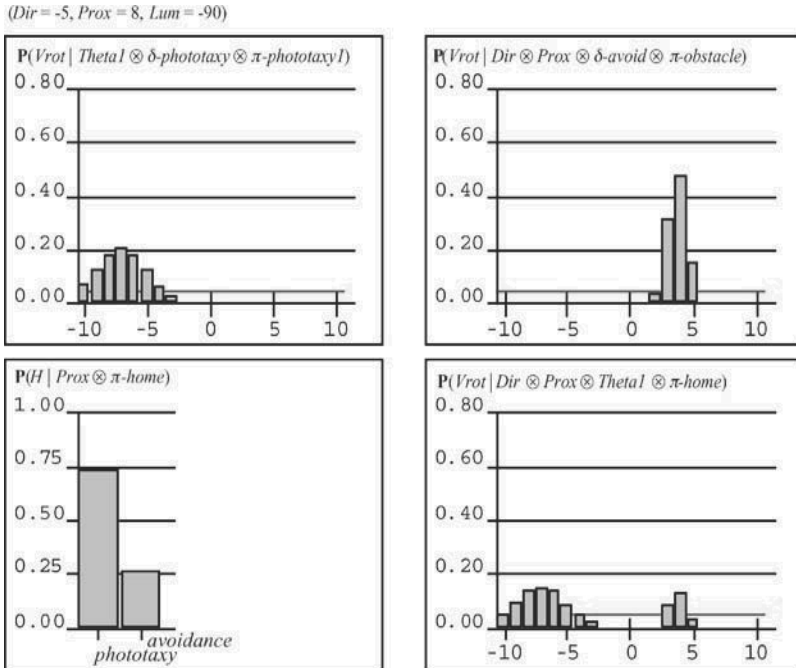 (Dir = -5, Prox = 8, Lum = -90)
P(Vrot | Theta1 ⊗ δ-phototaxy ⊗ π-phototaxy1)
0.80
0.60
0.40
0.20
0.00
-10 -5 0 5 10
P(Vrot | Dir ⊗ Prox ⊗ δ-avoid ⊗ π-obstacle)
0.80
0.60
0.40
0.20
0.00
-10 -5 0 5 10
P(H | Prox ⊗ π-home)
1.00
0.75
0.50
0.25
0.00
avoidance
phototaxy
P(Vrot | Dir ⊗ Prox ⊗ Theta1 ⊗ π-home)
0.80
0.60
0.40
0.20
0.00
-10 -5 0 5 10